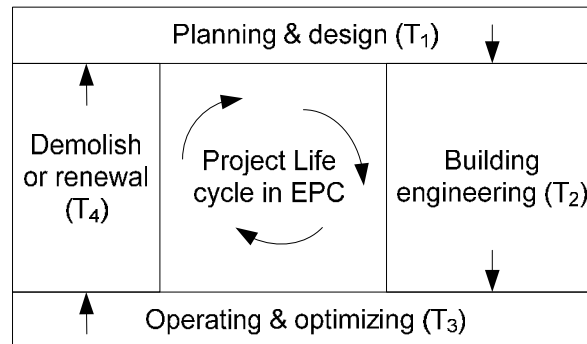 Planning & design (T₁)
Demolish
or renewal
(T₄)
Project Life
cycle in EPC
Building
engineering (T₂)
Operating & optimizing (T₃)